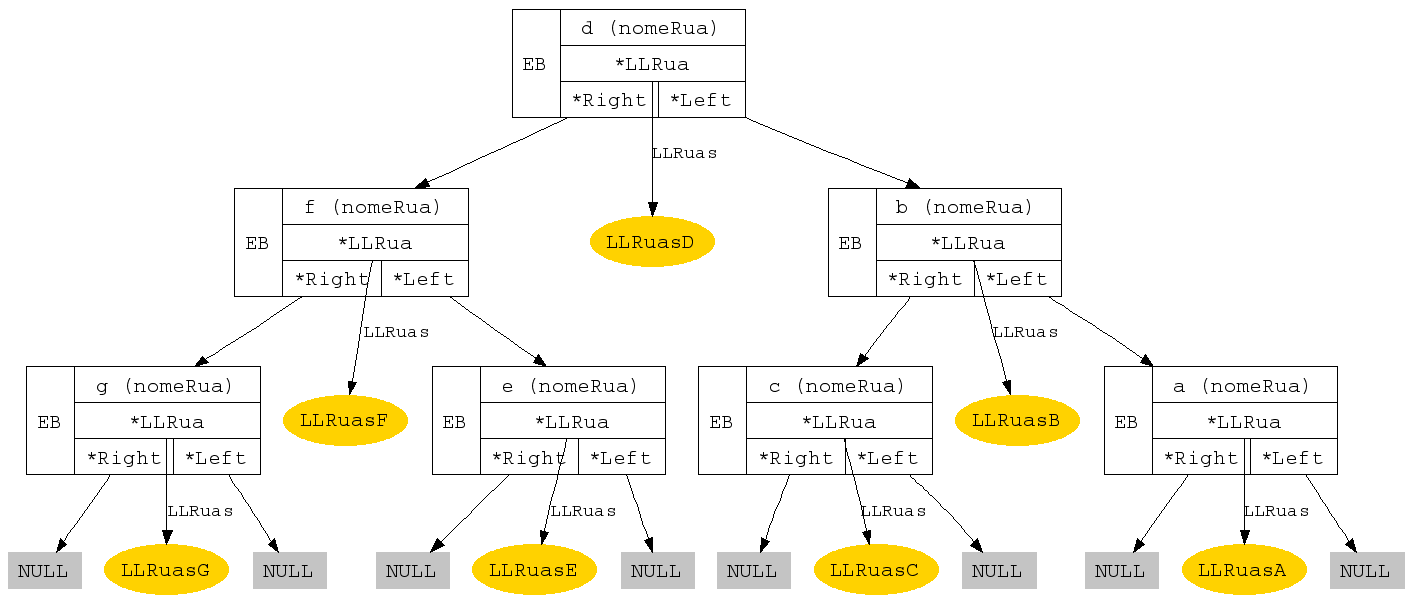 d (nomeRua)
EB
*LLRua
*Right
*Left
LLRuas
f (nomeRua)
EB
*LLRua
*Right
*Left
LLRuasD
b (nomeRua)
EB
*LLRua
*Right
*Left
LLRuas
LLRuas
g (nomeRua)
EB
*LLRua
*Right
*Left
LLRuasF
e (nomeRua)
EB
*LLRua
*Right
*Left
c (nomeRua)
EB
*LLRua
*Right
*Left
LLRuasB
a (nomeRua)
EB
*LLRua
*Right
*Left
LLRuas
LLRuas
LLRuas
LLRuas
NULL
LLRuasG
NULL
NULL
LLRuasE
NULL
NULL
LLRuasC
NULL
NULL
LLRuasA
NULL